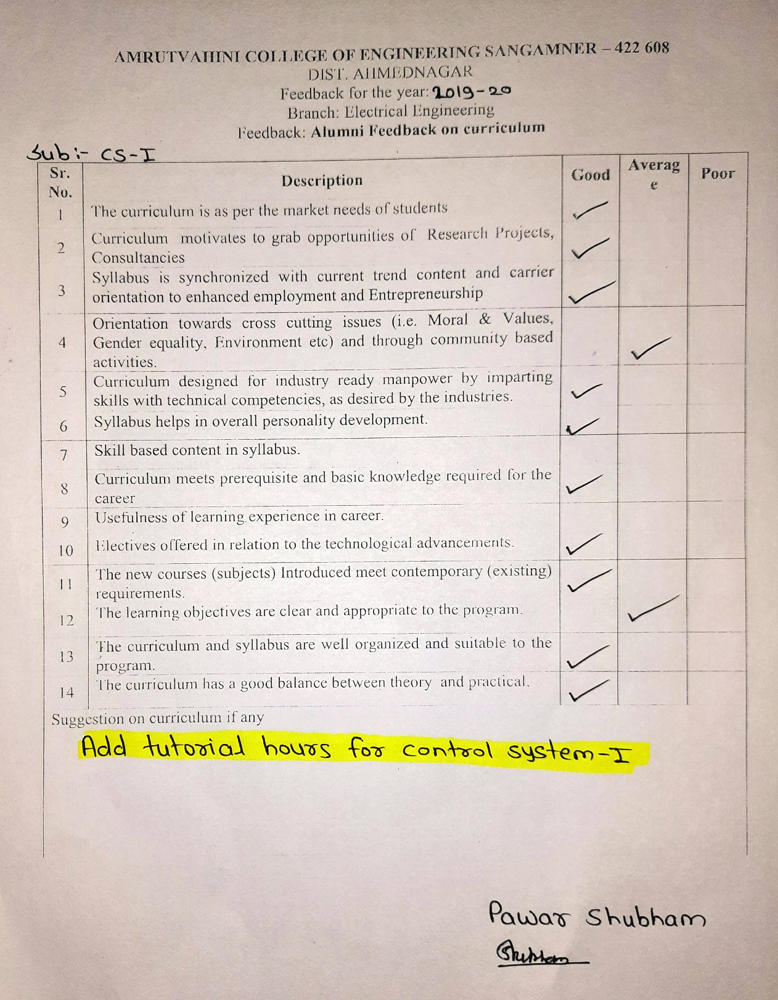 AMRUTVAHINI COLLEGE OF ENGINEERING SANGAMNER – 422 608
DIST. AHMEDNAGAR
Feedback for the year: 2019-20
Branch: Electrical Engineering
Feedback: Alumni Feedback on curriculum
Sub:- CS-I
Sr. No. Description Good Averag e Poor
1 The curriculum is as per the market needs of students ✓
2 Curriculum motivates to grab opportunities of Research Projects,
Consultancies ✓
3 Syllabus is synchronized with current trend content and carrier
orientation to enhanced employment and Entrepreneurship ✓
4 Orientation towards cross cutting issues (i.e. Moral & Values,
Gender equality, Environment etc) and through community based
activities. ✓
5 Curriculum designed for industry ready manpower by imparting
skills with technical competencies, as desired by the industries. ✓
6 Syllabus helps in overall personality development. ✓
7 Skill based content in syllabus.
8 Curriculum meets prerequisite and basic knowledge required for the
career ✓
9 Usefulness of learning experience in career.
10 Electives offered in relation to the technological advancements. ✓
11 The new courses (subjects) Introduced meet contemporary (existing)
requirements. ✓
12 The learning objectives are clear and appropriate to the program. ✓
13 The curriculum and syllabus are well organized and suitable to the
program. ✓
14 The curriculum has a good balance between theory and practical. ✓
Suggestion on curriculum if any
Add tutorial hours for control system-I
Pawar Shubham
Shubham